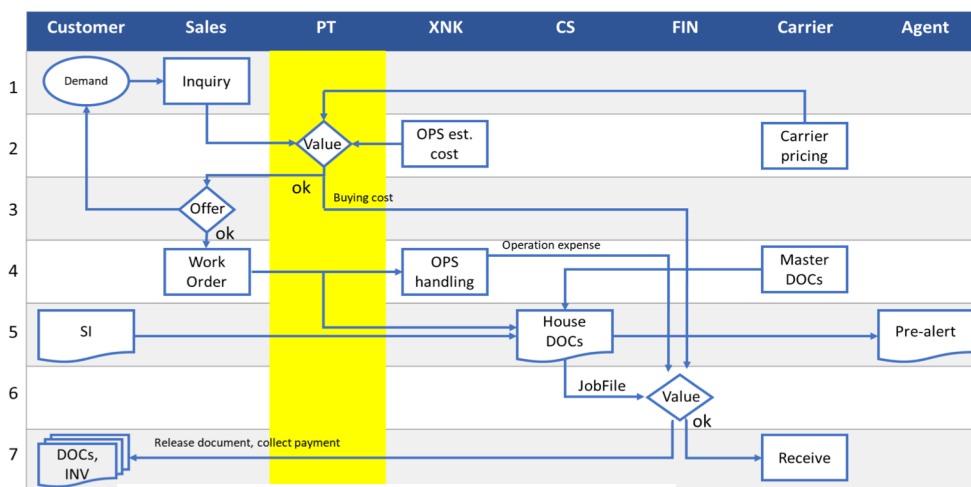 Customer Sales PT XNK CS FIN Carrier Agent
1
Demand
Inquiry
2
Value
OPS est.
cost
Carrier
pricing
ok
3
Offer
Buying cost
ok
4
Work
Order
OPS
handling
Operation expense
Master
DOCs
5
SI
House
DOCs
Pre-alert
6
JobFile
Value
ok
7
DOCs,
INV
Release document, collect payment
Receive